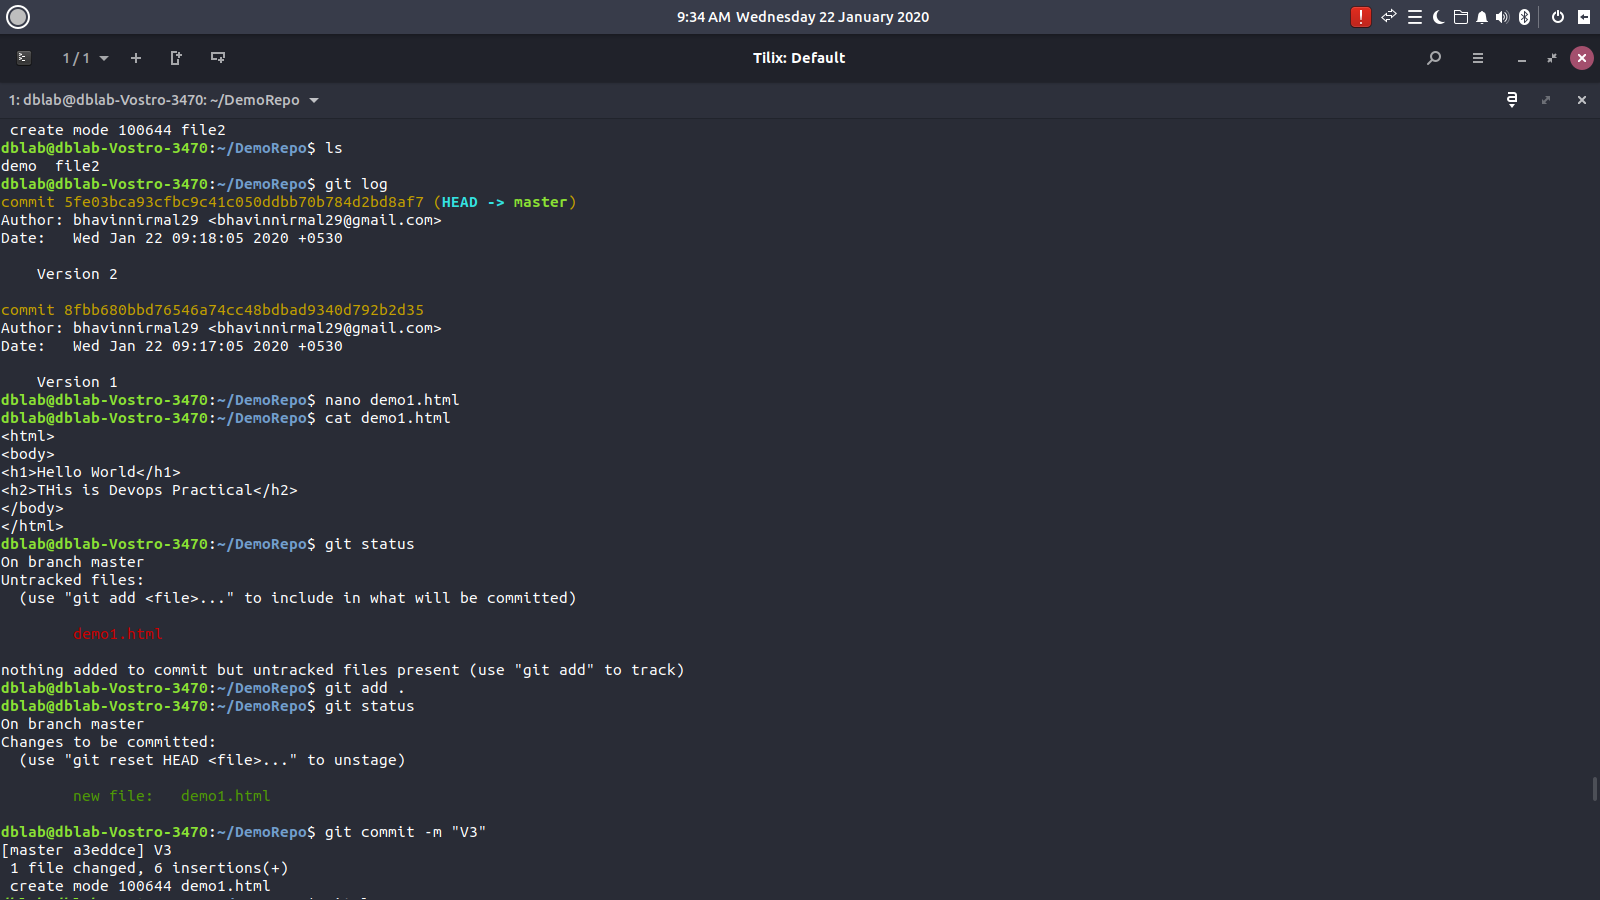 9:34 AM Wednesday 22 January 2020
1 / 1
Tilix: Default
1: dblab@dblab-Vostro-3470: ~/DemoRepo
 create mode 100644 file2
dblab@dblab-Vostro-3470:~/DemoRepo$ ls
demo  file2
dblab@dblab-Vostro-3470:~/DemoRepo$ git log
commit 5fe03bca93cfbc9c41c050ddbb70b784d2bd8af7 (HEAD -> master)
Author: bhavinnirmal29 <bhavinnirmal29@gmail.com>
Date:   Wed Jan 22 09:18:05 2020 +0530
    Version 2
commit 8fbb680bbd76546a74cc48bdbad9340d792b2d35
Author: bhavinnirmal29 <bhavinnirmal29@gmail.com>
Date:   Wed Jan 22 09:17:05 2020 +0530
    Version 1
dblab@dblab-Vostro-3470:~/DemoRepo$ nano demo1.html
dblab@dblab-Vostro-3470:~/DemoRepo$ cat demo1.html
<html>
<body>
<h1>Hello World</h1>
<h2>THis is Devops Practical</h2>
</body>
</html>
dblab@dblab-Vostro-3470:~/DemoRepo$ git status
On branch master
Untracked files:
  (use "git add <file>..." to include in what will be committed)
        demo1.html
nothing added to commit but untracked files present (use "git add" to track)
dblab@dblab-Vostro-3470:~/DemoRepo$ git add .
dblab@dblab-Vostro-3470:~/DemoRepo$ git status
On branch master
Changes to be committed:
  (use "git reset HEAD <file>..." to unstage)
        new file:   demo1.html
dblab@dblab-Vostro-3470:~/DemoRepo$ git commit -m "V3"
[master a3eddce] V3
 1 file changed, 6 insertions(+)
 create mode 100644 demo1.html